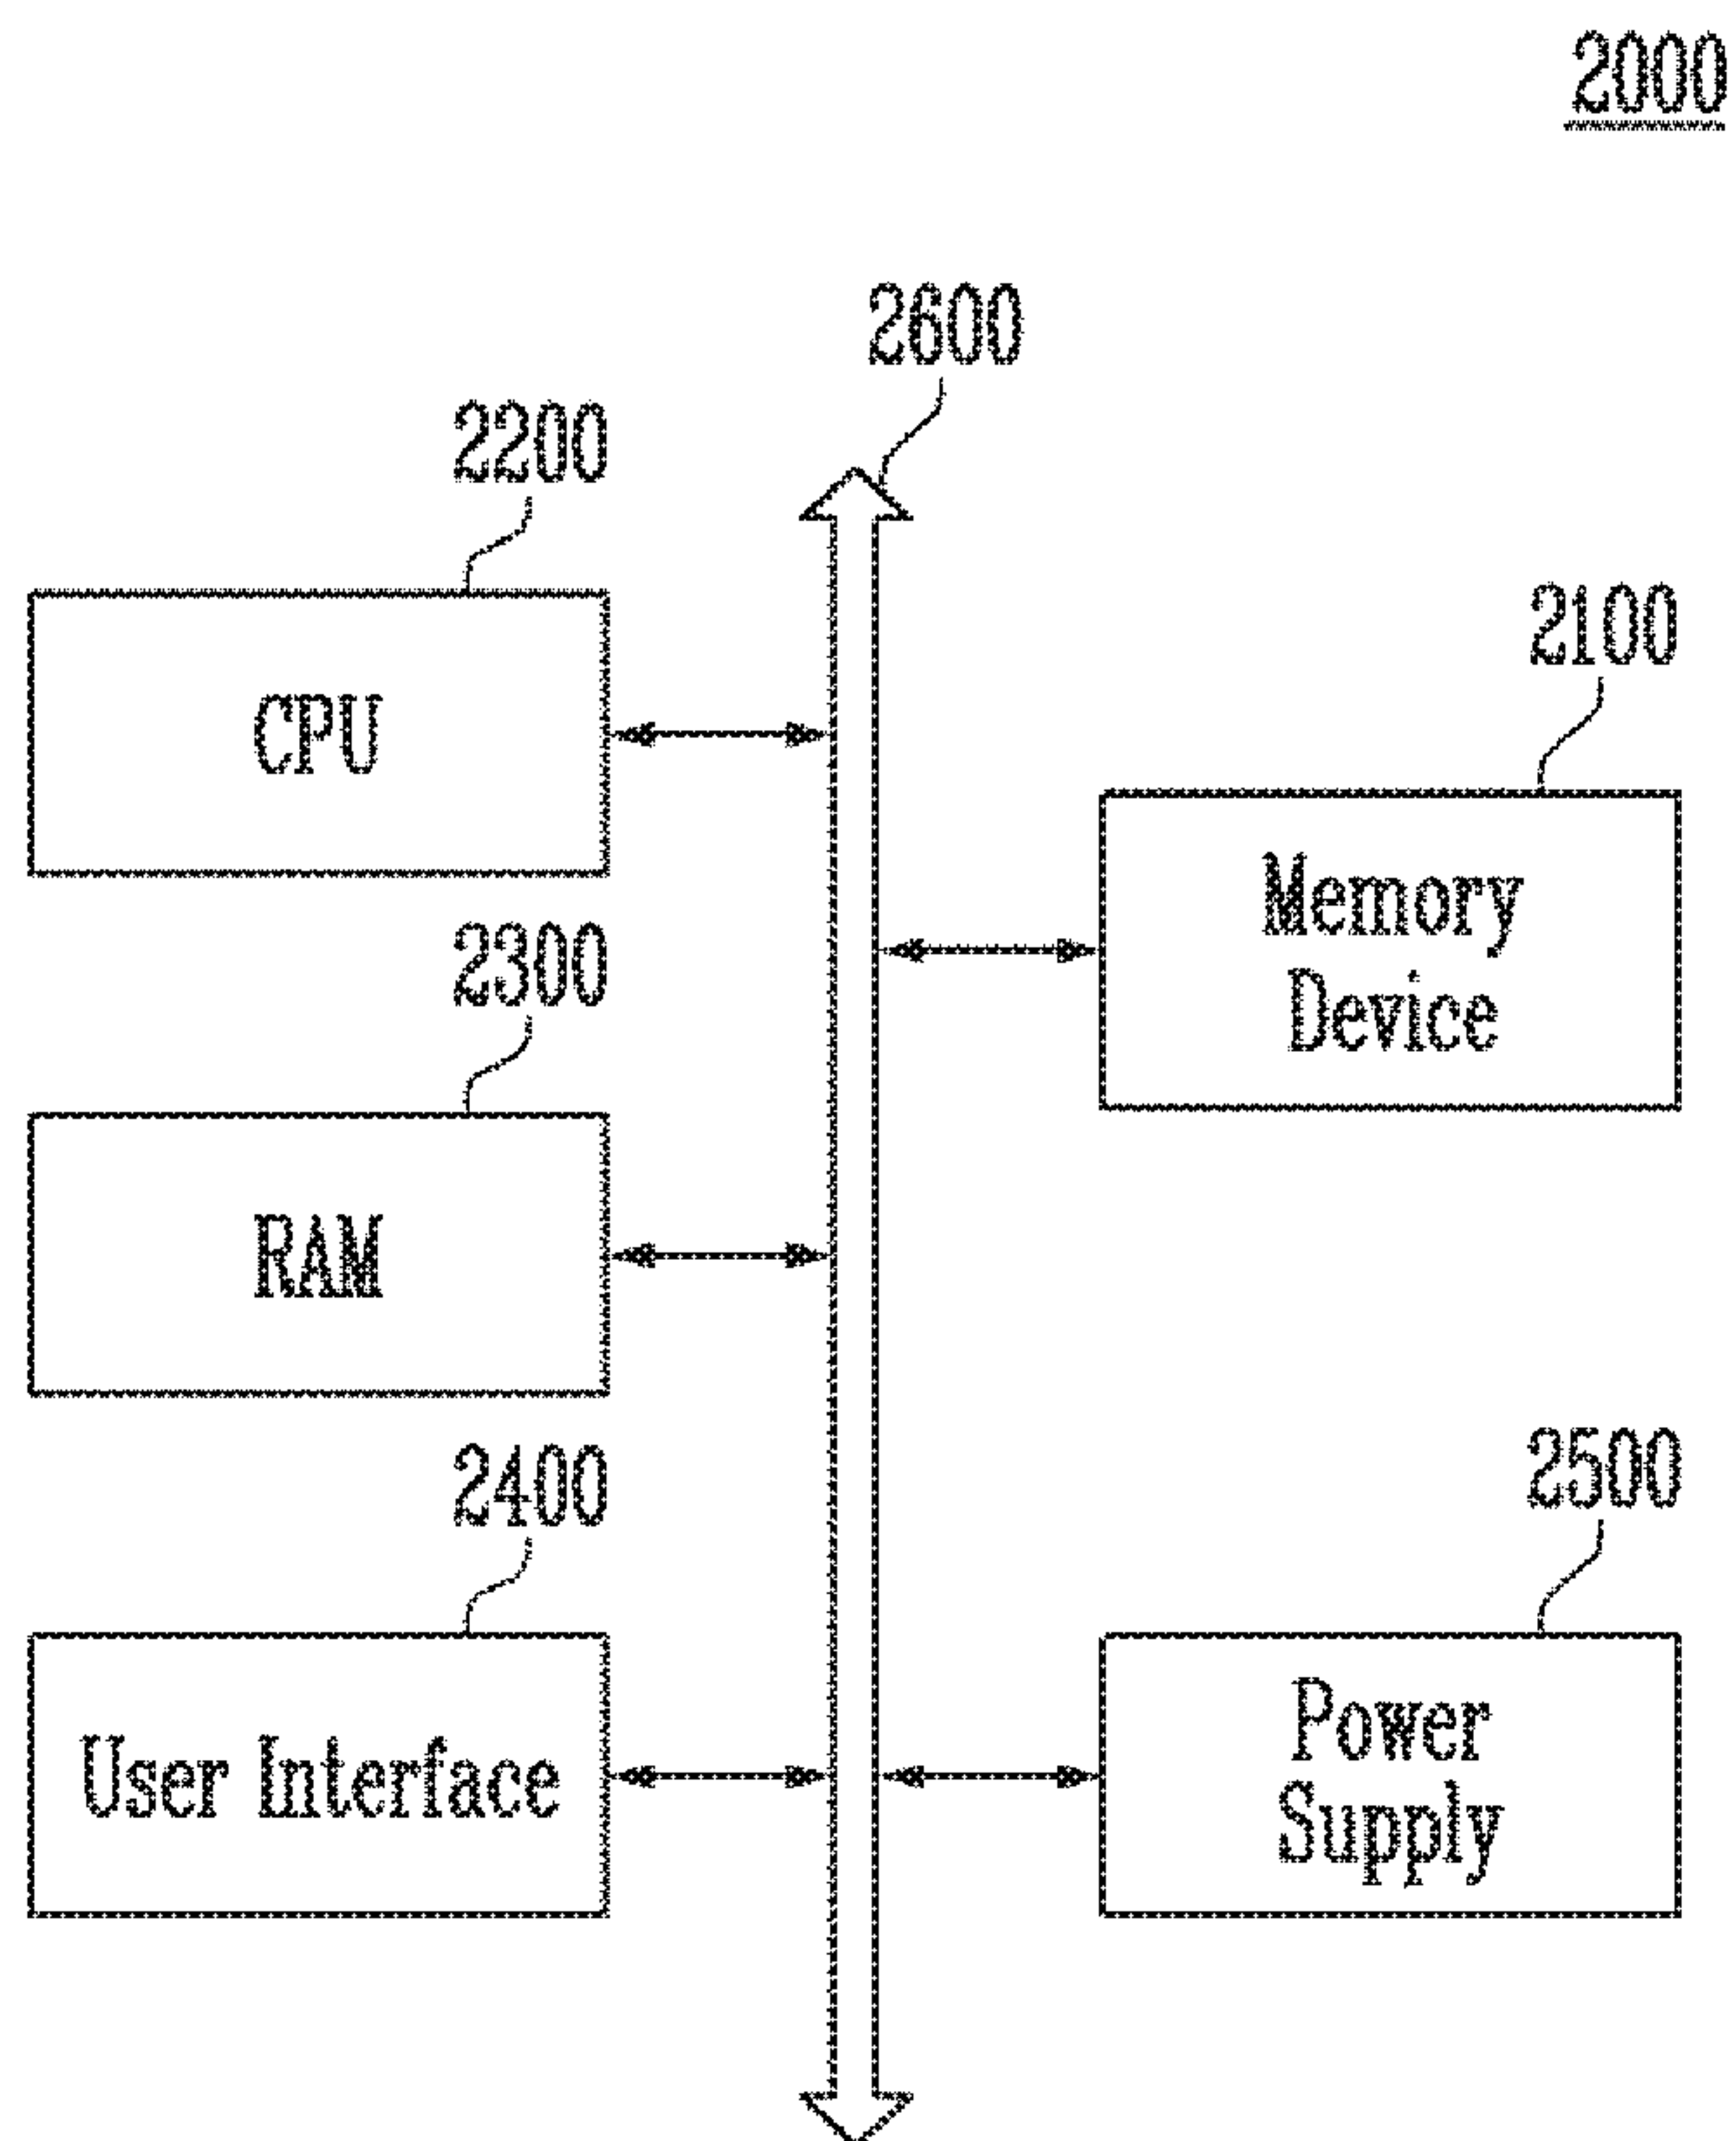 2000
2600
2200
CPU
2100
Memory
Device
2300
RAM
2400
User Interface
2500
Power
Supply